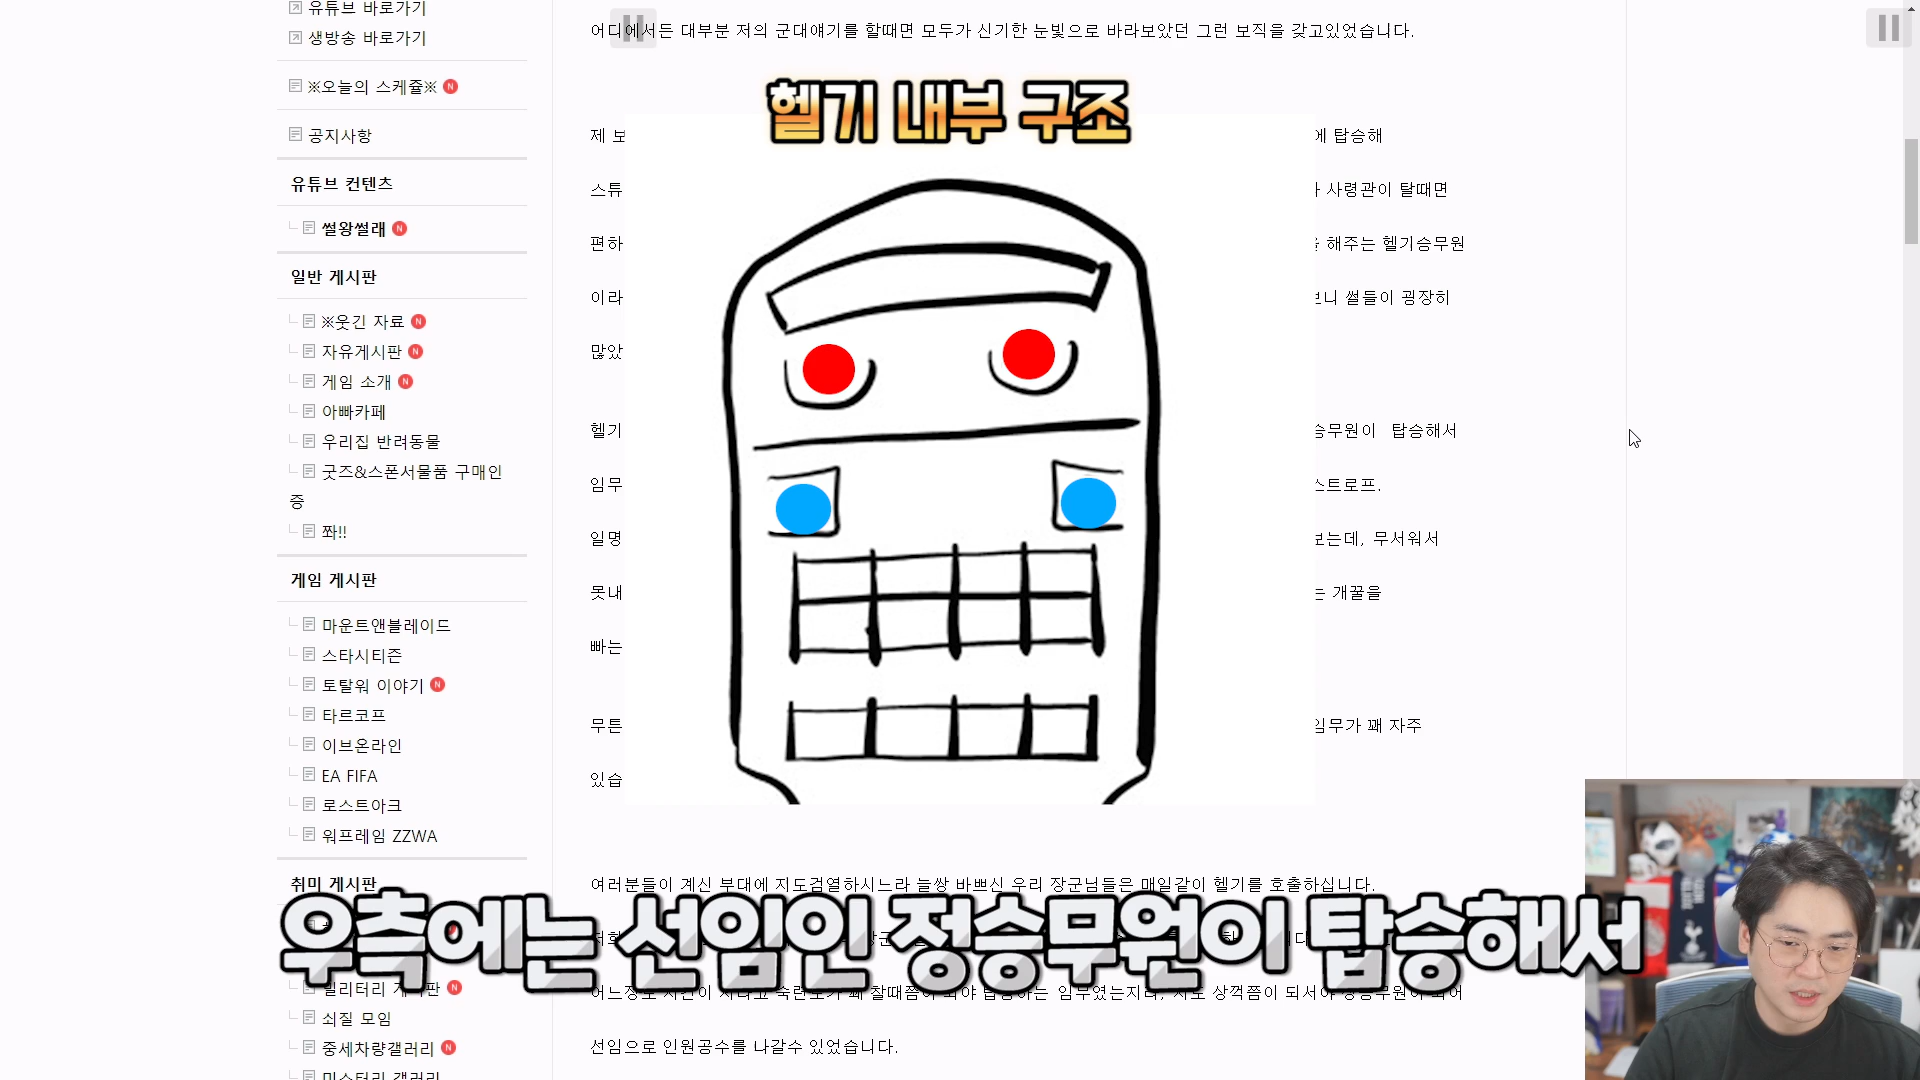 유튜브 바로가기
생방송 바로가기
※오늘의 스케쥴※ N
공지사항
유튜브 컨텐츠
썰왕썰래 N
일반 게시판
※웃긴 자료 N
자유게시판 N
게임 소개 N
아빠카페
우리집 반려동물
굿즈&스폰서물품 구매인
증
쫘!!
게임 게시판
마운트앤블레이드
스타시티즌
토탈워 이야기 N
타르코프
이브온라인
EA FIFA
로스트아크
워프레임 ZZWA
취미 게시판
쇠질 모임
중세차량갤러리 N
미스터리 갤러리
어디에서든 대부분 저의 군대얘기를 할때면 모두가 신기한 눈빛으로 바라보았던 그런 보직을 갖고있었습니다.
헬기 내부 구조
제 보
에 탑승해
스튜
사령관이 탈때면
편하
해주는 헬기승무원
이라
보니 썰들이 굉장히
많았
헬기
승무원이 탑승해서
임무
스트로프.
일명
보는데, 무서워서
못내
는 개꿀을
빠는
무튼
임무가 꽤 자주
있습
여러분들이 계신 부대에 지도검열하시느라 늘쌍 바쁘신 우리 장군님들은 매일같이 헬기를 호출하십니다.
우측에는 선임인 정승무원이 탑승해서
선임으로 인원공수를 나갈수 있었습니다.